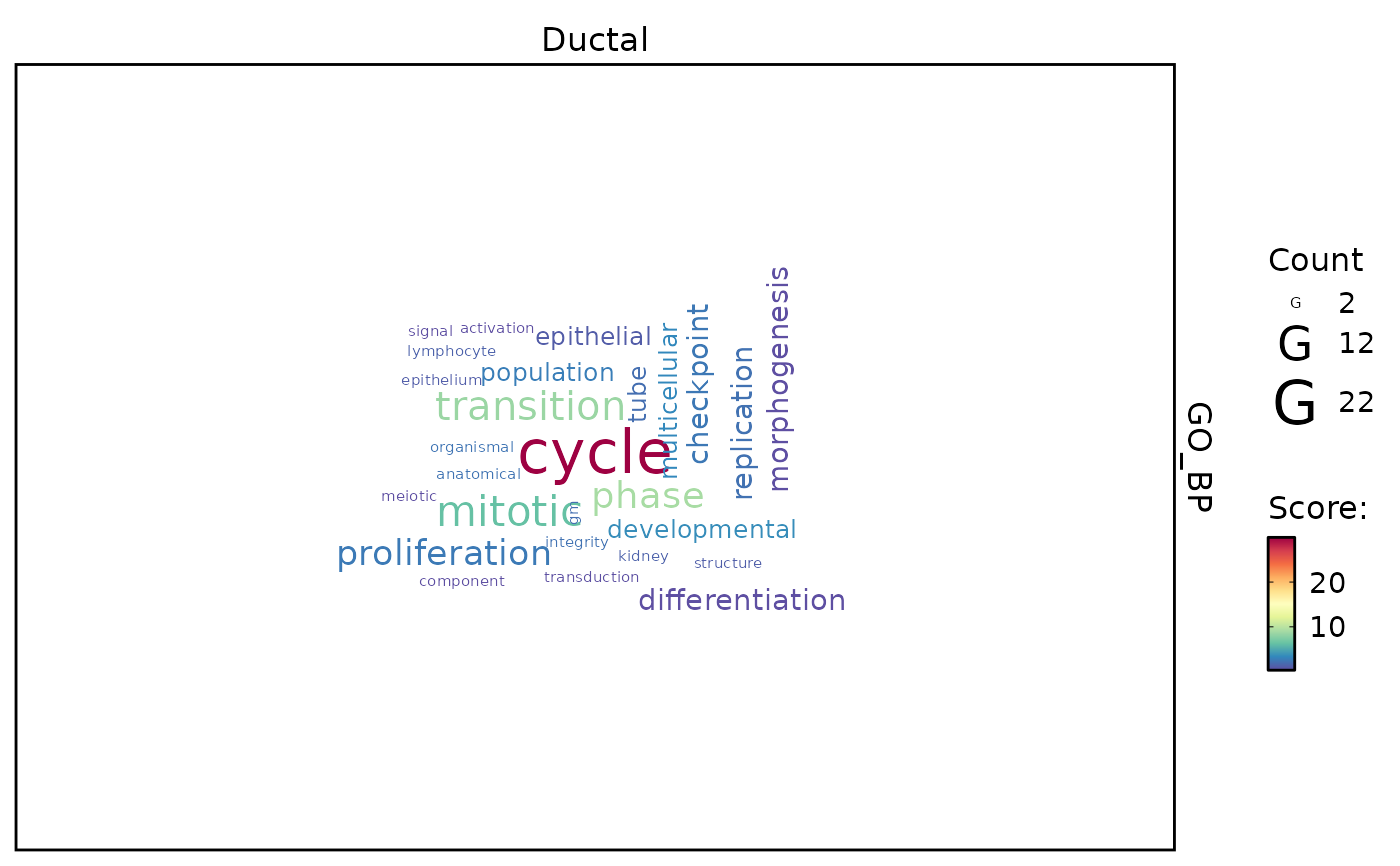 Ductal
signal
activation
epithelial
lymphocyte
epithelium
population
tube
multicellular
checkpoint
replication
morphogenesis
transition
organismal
cycle
anatomical
meiotic
phase
mitotic
gm
developmental
proliferation
integrity
kidney
structure
component
transduction
differentiation
GO_BP
Count
G 2
G 12
G 22
Score:
20
10